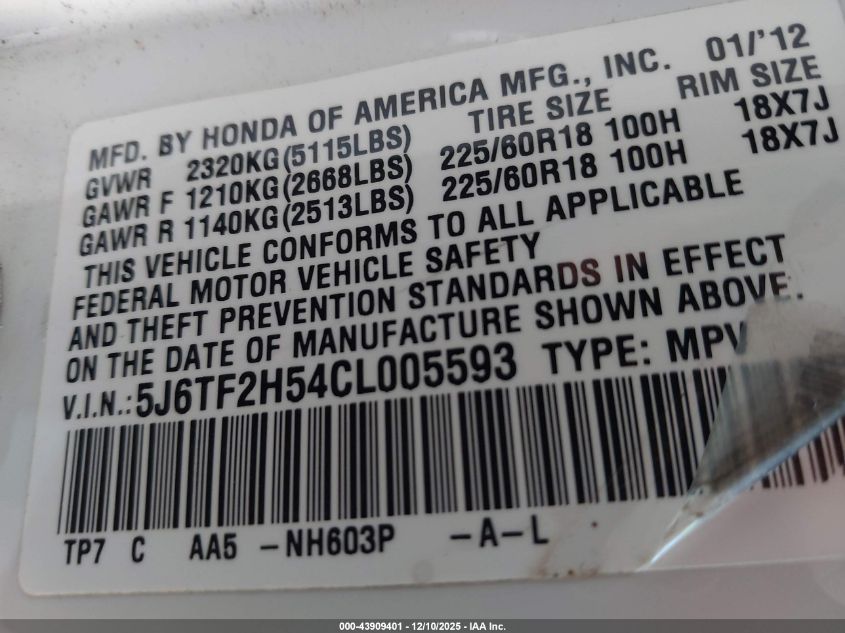 MFD. BY HONDA OF AMERICA MFG., INC. 01/'12
GVWR 2320KG(5115LBS) TIRE SIZE RIM SIZE
GAWR F 1210KG(2668LBS) 225/60R18 100H 18X7J
GAWR R 1140KG(2513LBS) 225/60R18 100H 18X7J
THIS VEHICLE CONFORMS TO ALL APPLICABLE
FEDERAL MOTOR VEHICLE SAFETY
AND THEFT PREVENTION STANDARDS IN EFFECT
ON THE DATE OF MANUFACTURE SHOWN ABOVE.
V.I.N.:5J6TF2H54CL005593 TYPE: MPV
TP7 C AA5 -NH603P -A-L
000-43909401 - 12/10/2025 - IAA Inc.